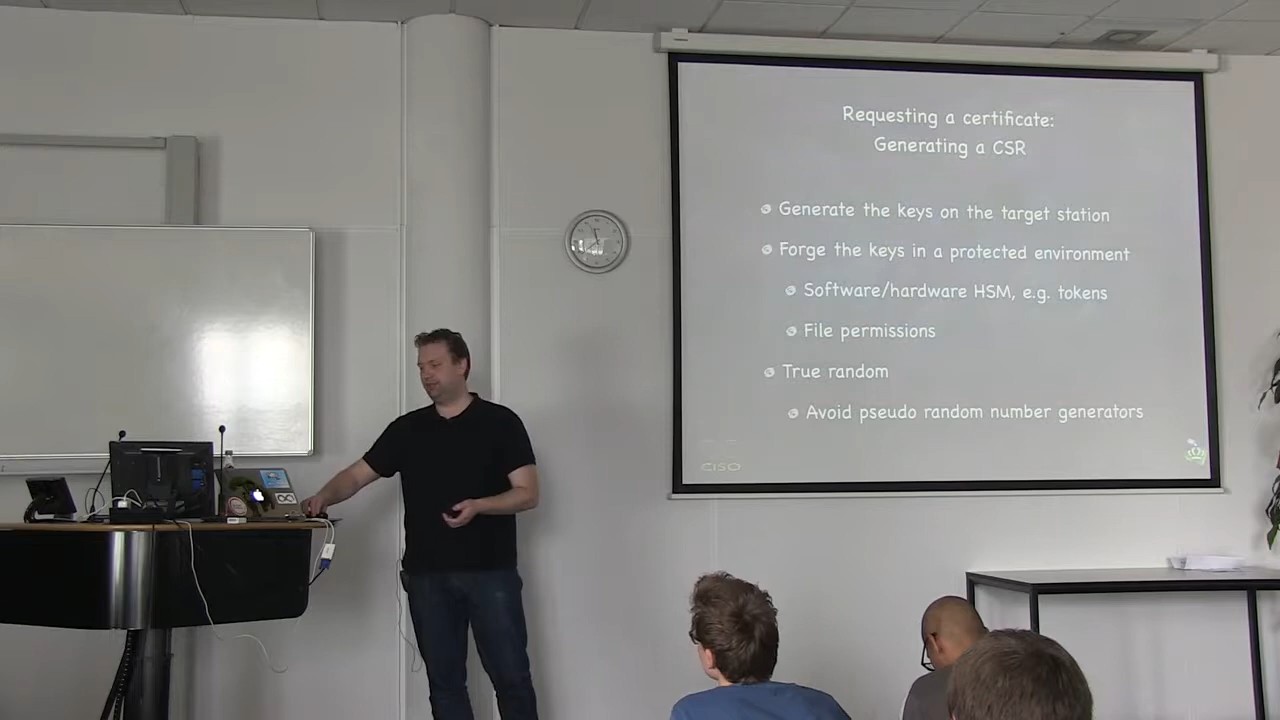 Requesting a certificate:
Generating a CSR
Generate the keys on the target station
Forge the keys in a protected environment
Software/hardware HSM, e.g. tokens
File permissions
True random
Avoid pseudo random number generators
CISO